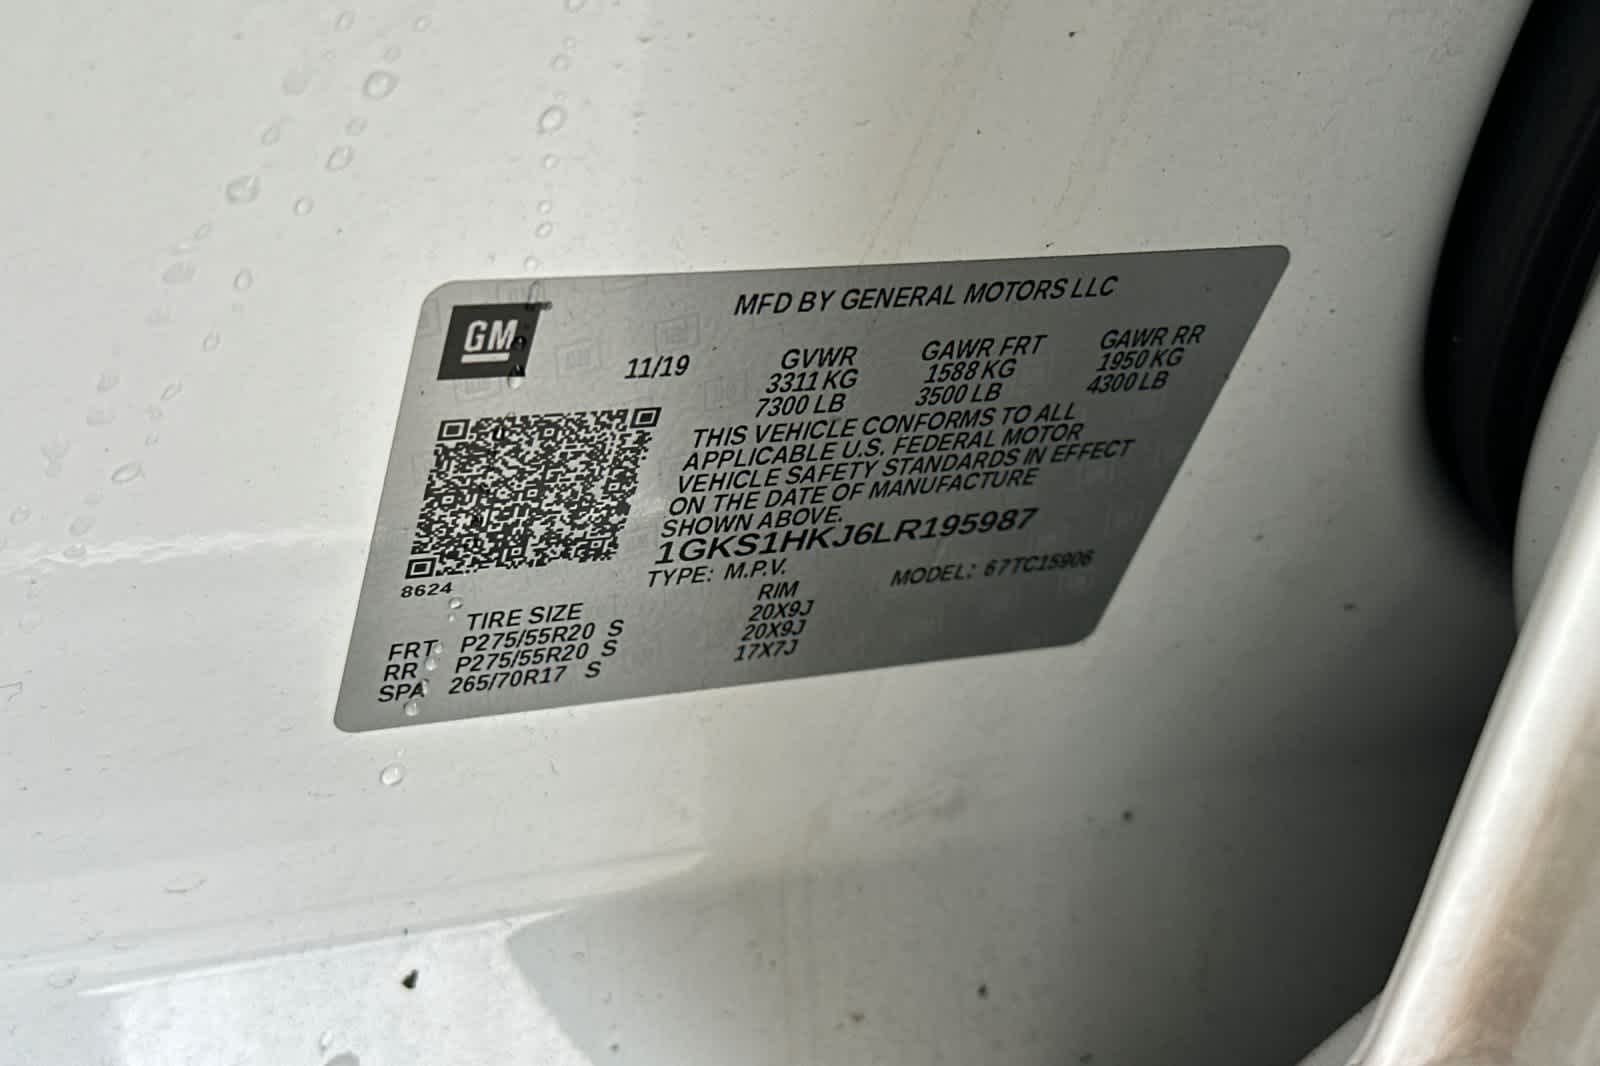 GM
MFD BY GENERAL MOTORS LLC
11/19
GVWR GAWR FRT GAWR RR
3311 KG 1588 KG 1950 KG
7300 LB 3500 LB 4300 LB
THIS VEHICLE CONFORMS TO ALL
APPLICABLE U.S. FEDERAL MOTOR
VEHICLE SAFETY STANDARDS IN EFFECT
ON THE DATE OF MANUFACTURE
SHOWN ABOVE.
1GKS1HKJ6LR195987
TYPE: M.P.V. MODEL: 67TC15906
8624
TIRE SIZE RIM
FRT P275/55R20 S 20X9J
RR P275/55R20 S 20X9J
SPA 265/70R17 S 17X7J